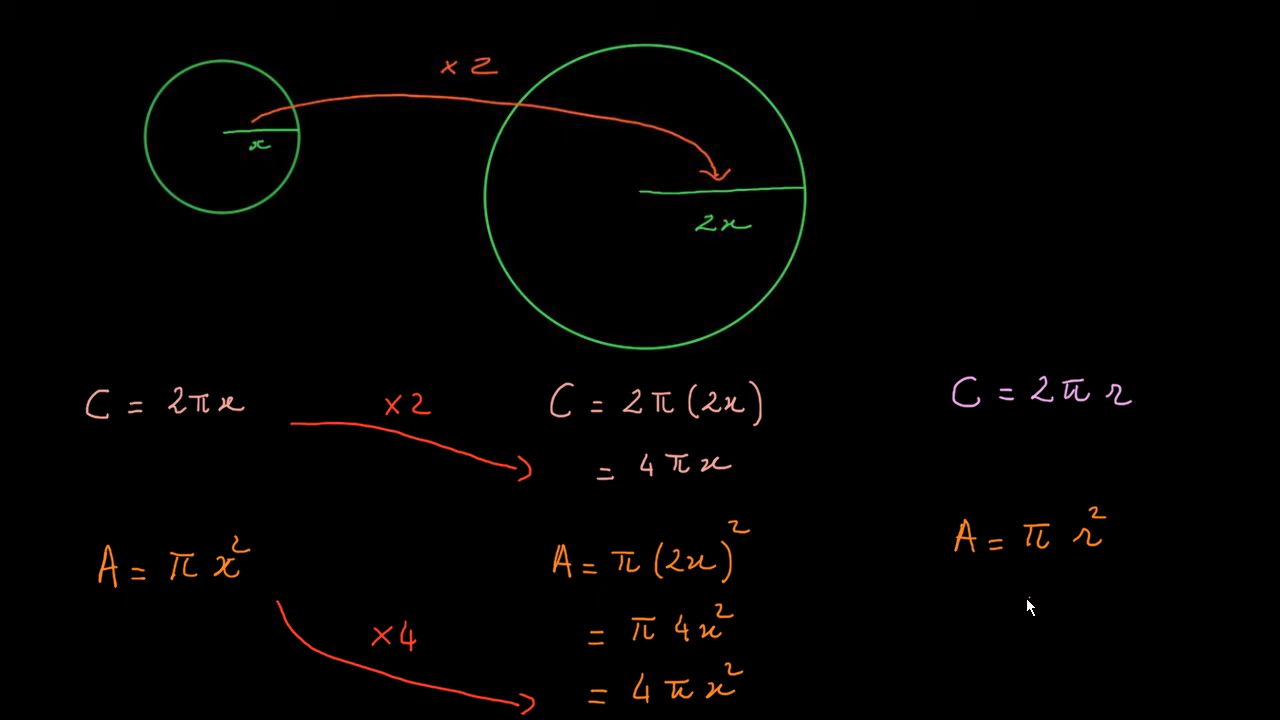 × 2
x
2x
C = 2πx
×2
C = 2π(2x)
= 4πx
C = 2πr
A = πx²
×4
A = π(2x)²
= π4x²
= 4πx²
A = πr²